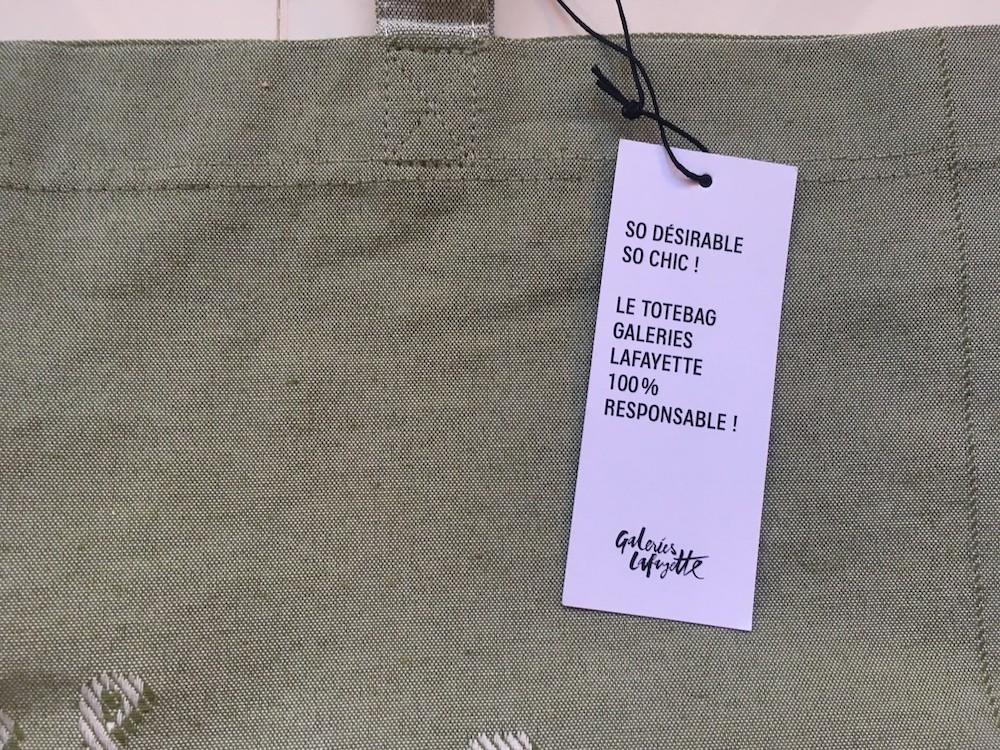 SO DÉSIRABLE
SO CHIC !
LE TOTEBAG
GALERIES
LAFAYETTE
100 %
RESPONSABLE !
Galeries
Lafayette